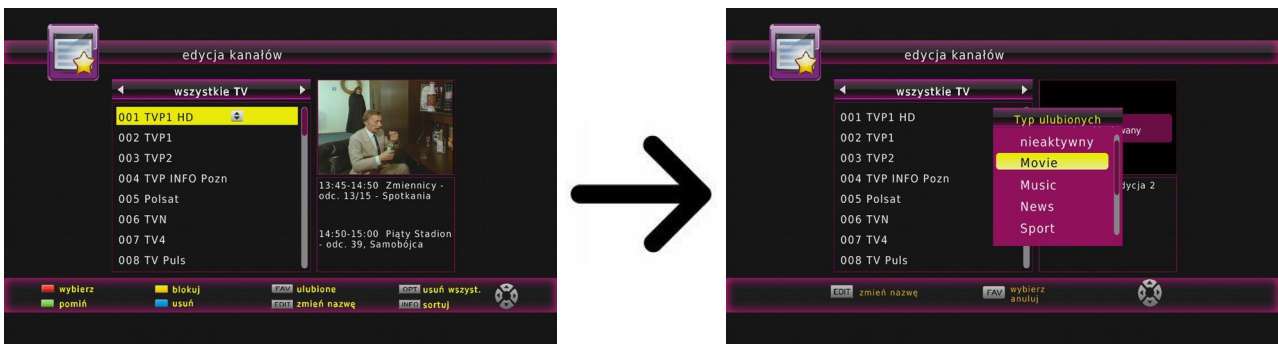 edycja kanałów
wszystkie TV
001 TVP1 HD
002 TVP1
003 TVP2
004 TVP INFO Pozn
005 Polsat
006 TVN
007 TV4
008 TV Puls
13:45-14:50 Zmiennicy -
odc. 13/15 - Spotkania
14:50-15:00 Piąty Stadion
- odc. 39, Samobójca
wybierz
blokuj
FAV ulubione
OPT usuń wszyst.
pomiń
usuń
EDIT zmień nazwę
INFO sortuj
edycja kanałów
wszystkie TV
001 TVP1 HD
002 TVP1
003 TVP2
004 TVP INFO Pozn
005 Polsat
006 TVN
007 TV4
008 TV Puls
Typ ulubionych
nieaktywny
Movie
Music
News
Sport
EDIT zmień nazwę
FAV wybierz
anuluj